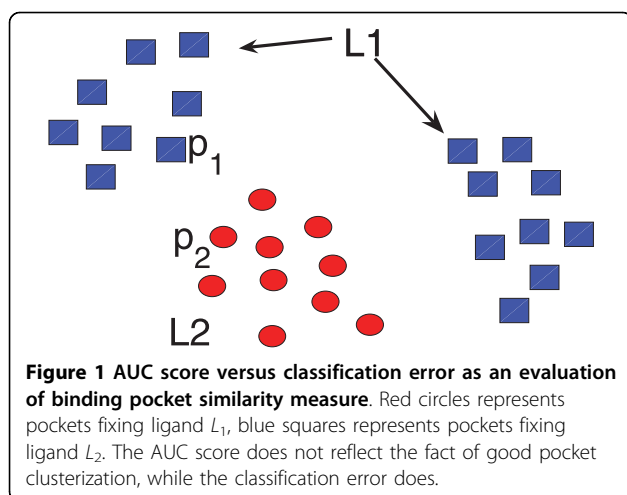 L1
p1
p2
L2
Figure 1 AUC score versus classification error as an evaluation
of binding pocket similarity measure. Red circles represents
pockets fixing ligand L1, blue squares represents pockets fixing
ligand L2. The AUC score does not reflect the fact of good pocket
clusterization, while the classification error does.